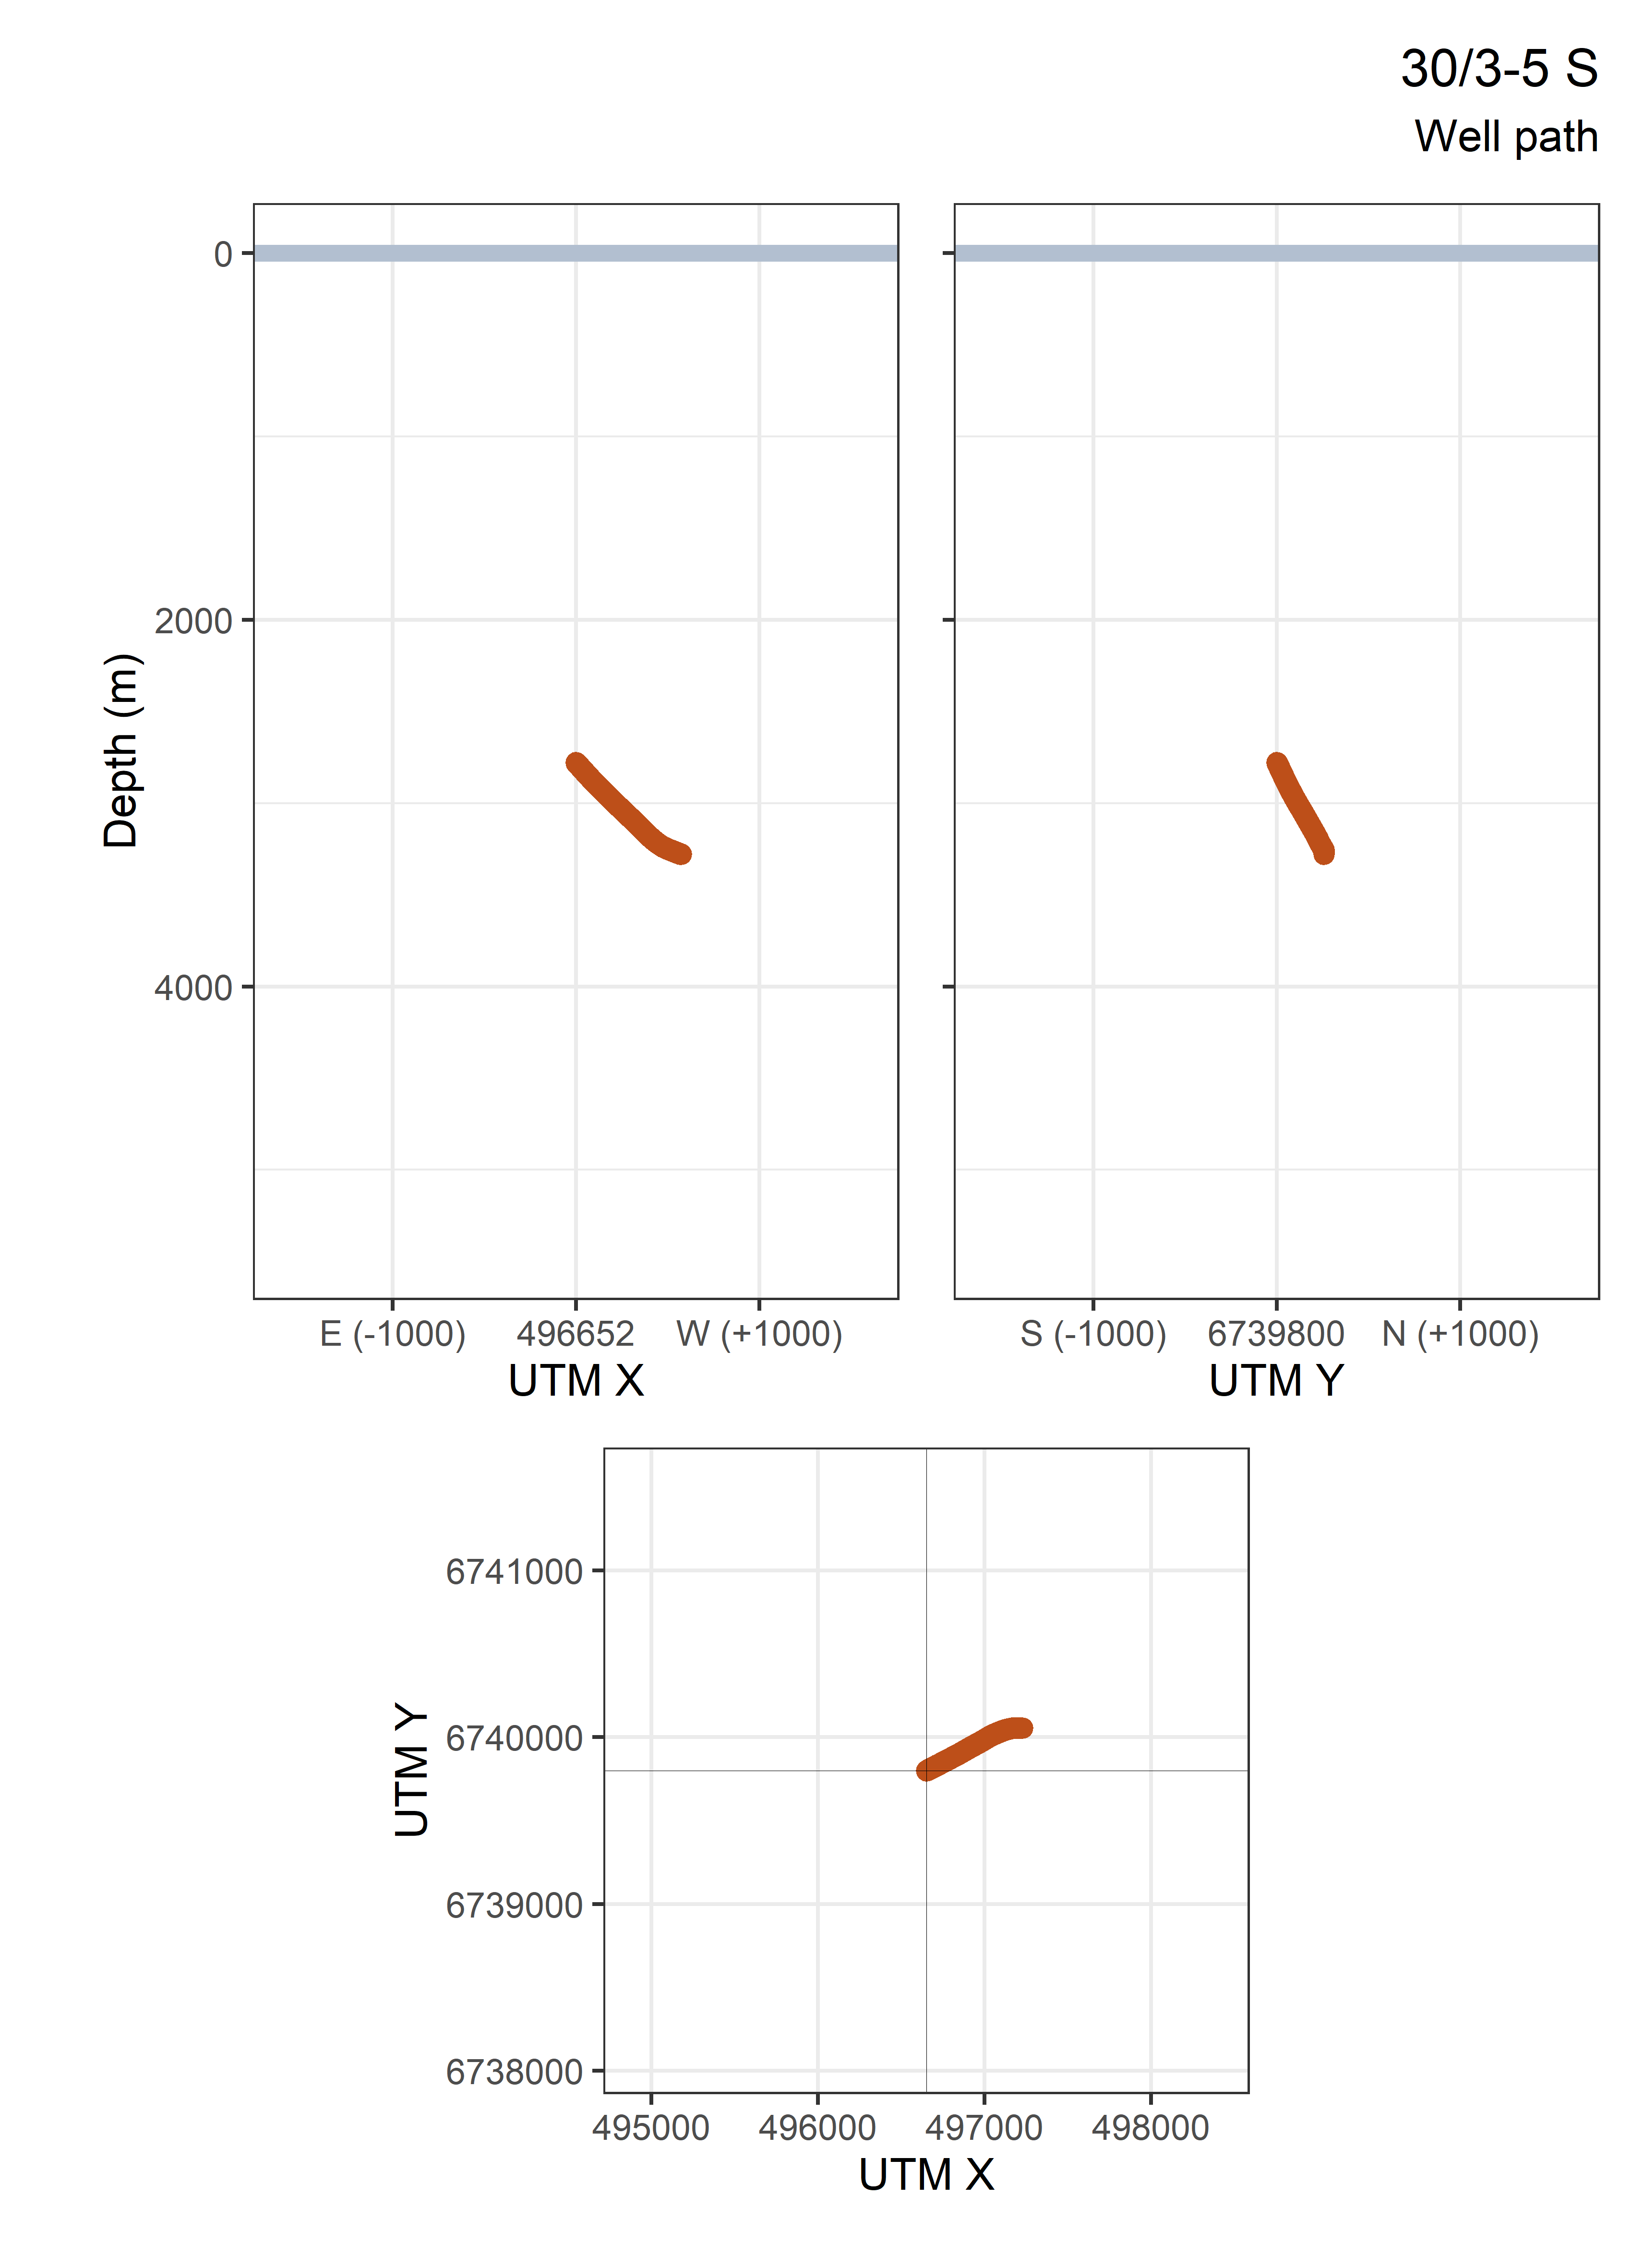 30/3-5 S
Well path
Depth (m)
0
2000
4000
E (-1000) 496652 W (+1000)
UTM X
S (-1000) 6739800 N (+1000)
UTM Y
UTM Y
6741000
6740000
6739000
6738000
495000 496000 497000 498000
UTM X